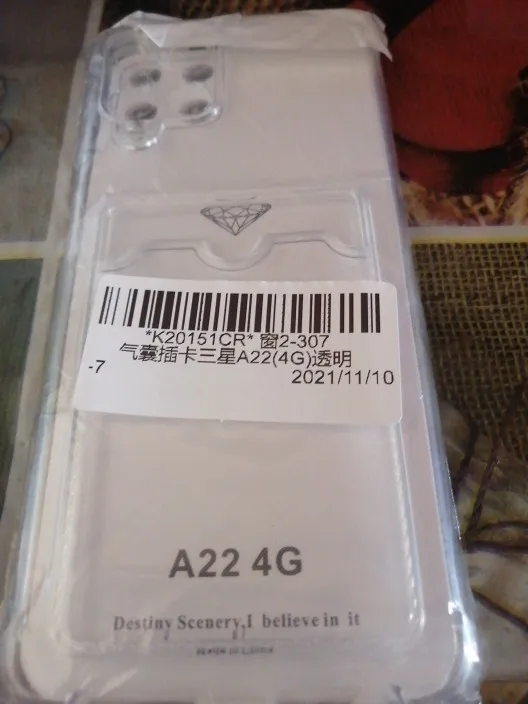 *K20151CR* 窗2-307
气囊插卡三星A22(4G)透明
-7
2021/11/10
A22 4G
Destiny Scenery,I believe in it